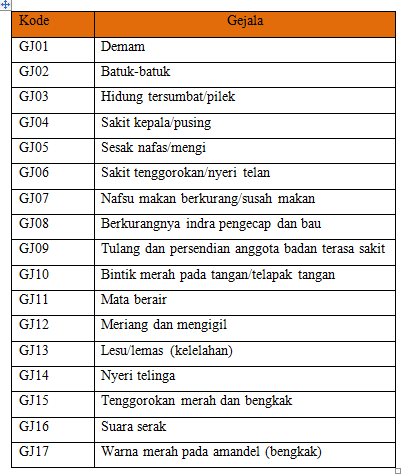 Kode Gejala
GJ01 Demam
GJ02 Batuk-batuk
GJ03 Hidung tersumbat/pilek
GJ04 Sakit kepala/pusing
GJ05 Sesak nafas/mengi
GJ06 Sakit tenggorokan/nyeri telan
GJ07 Nafsu makan berkurang/susah makan
GJ08 Berkurangnya indra pengecap dan bau
GJ09 Tulang dan persendian anggota badan terasa sakit
GJ10 Bintik merah pada tangan/telapak tangan
GJ11 Mata berair
GJ12 Meriang dan mengigil
GJ13 Lesu/lemas (kelelahan)
GJ14 Nyeri telinga
GJ15 Tenggorokan merah dan bengkak
GJ16 Suara serak
GJ17 Warna merah pada amandel (bengkak)